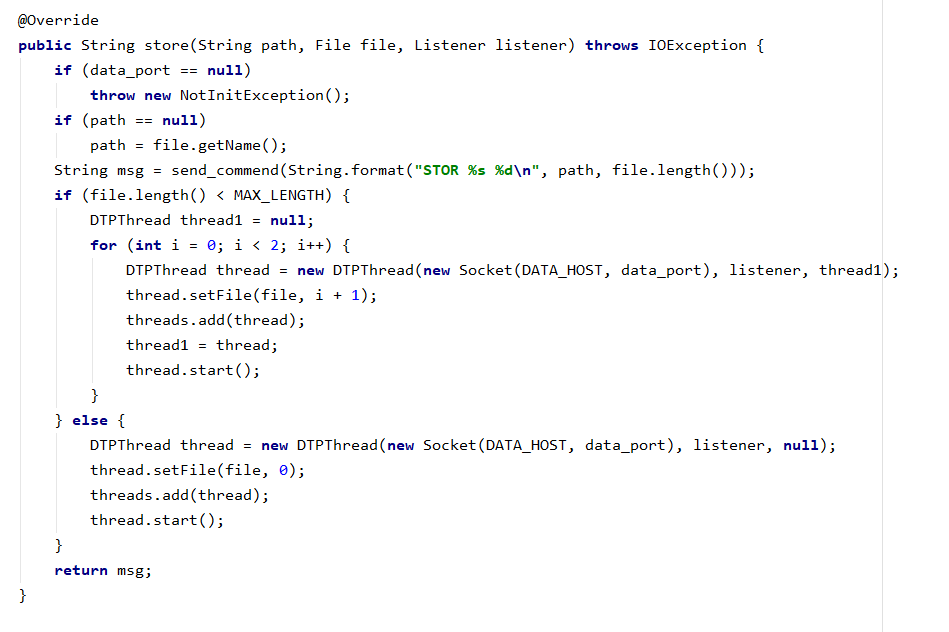 @Override
public String store(String path, File file, Listener listener) throws IOException {
    if (data_port == null)
        throw new NotInitException();
    if (path == null)
        path = file.getName();
    String msg = send_commend(String.format("STOR %s %d\n", path, file.length()));
    if (file.length() < MAX_LENGTH) {
        DTPThread thread1 = null;
        for (int i = 0; i < 2; i++) {
            DTPThread thread = new DTPThread(new Socket(DATA_HOST, data_port), listener, thread1);
            thread.setFile(file, i + 1);
            threads.add(thread);
            thread1 = thread;
            thread.start();
        }
    } else {
        DTPThread thread = new DTPThread(new Socket(DATA_HOST, data_port), listener, null);
        thread.setFile(file, 0);
        threads.add(thread);
        thread.start();
    }
    return msg;
}